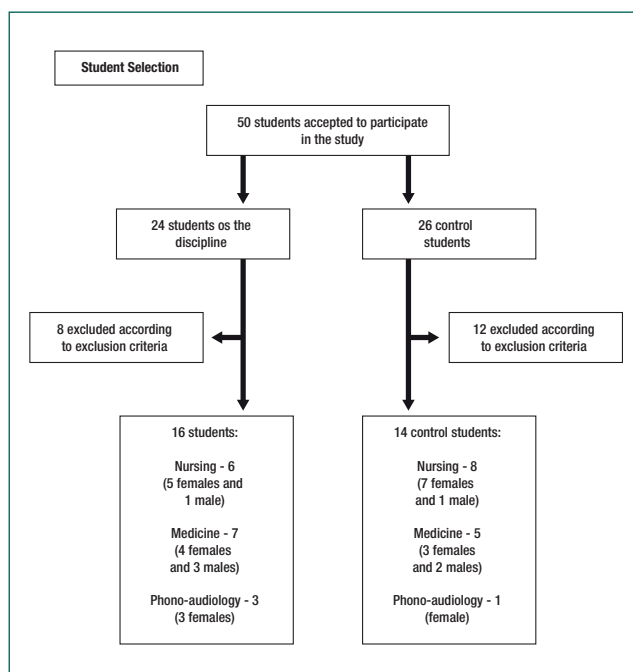 Student Selection
50 students accepted to participate
in the study
24 students os the
discipline
26 control
students
8 excluded according
to exclusion criteria
12 excluded according
to exclusion criteria
16 students:
Nursing - 6
(5 females and
1 male)
Medicine - 7
(4 females
and 3 males)
Phono-audiology - 3
(3 females)
14 control students:
Nursing - 8
(7 females
and 1 male)
Medicine - 5
(3 females
and 2 males)
Phono-audiology - 1
(female)